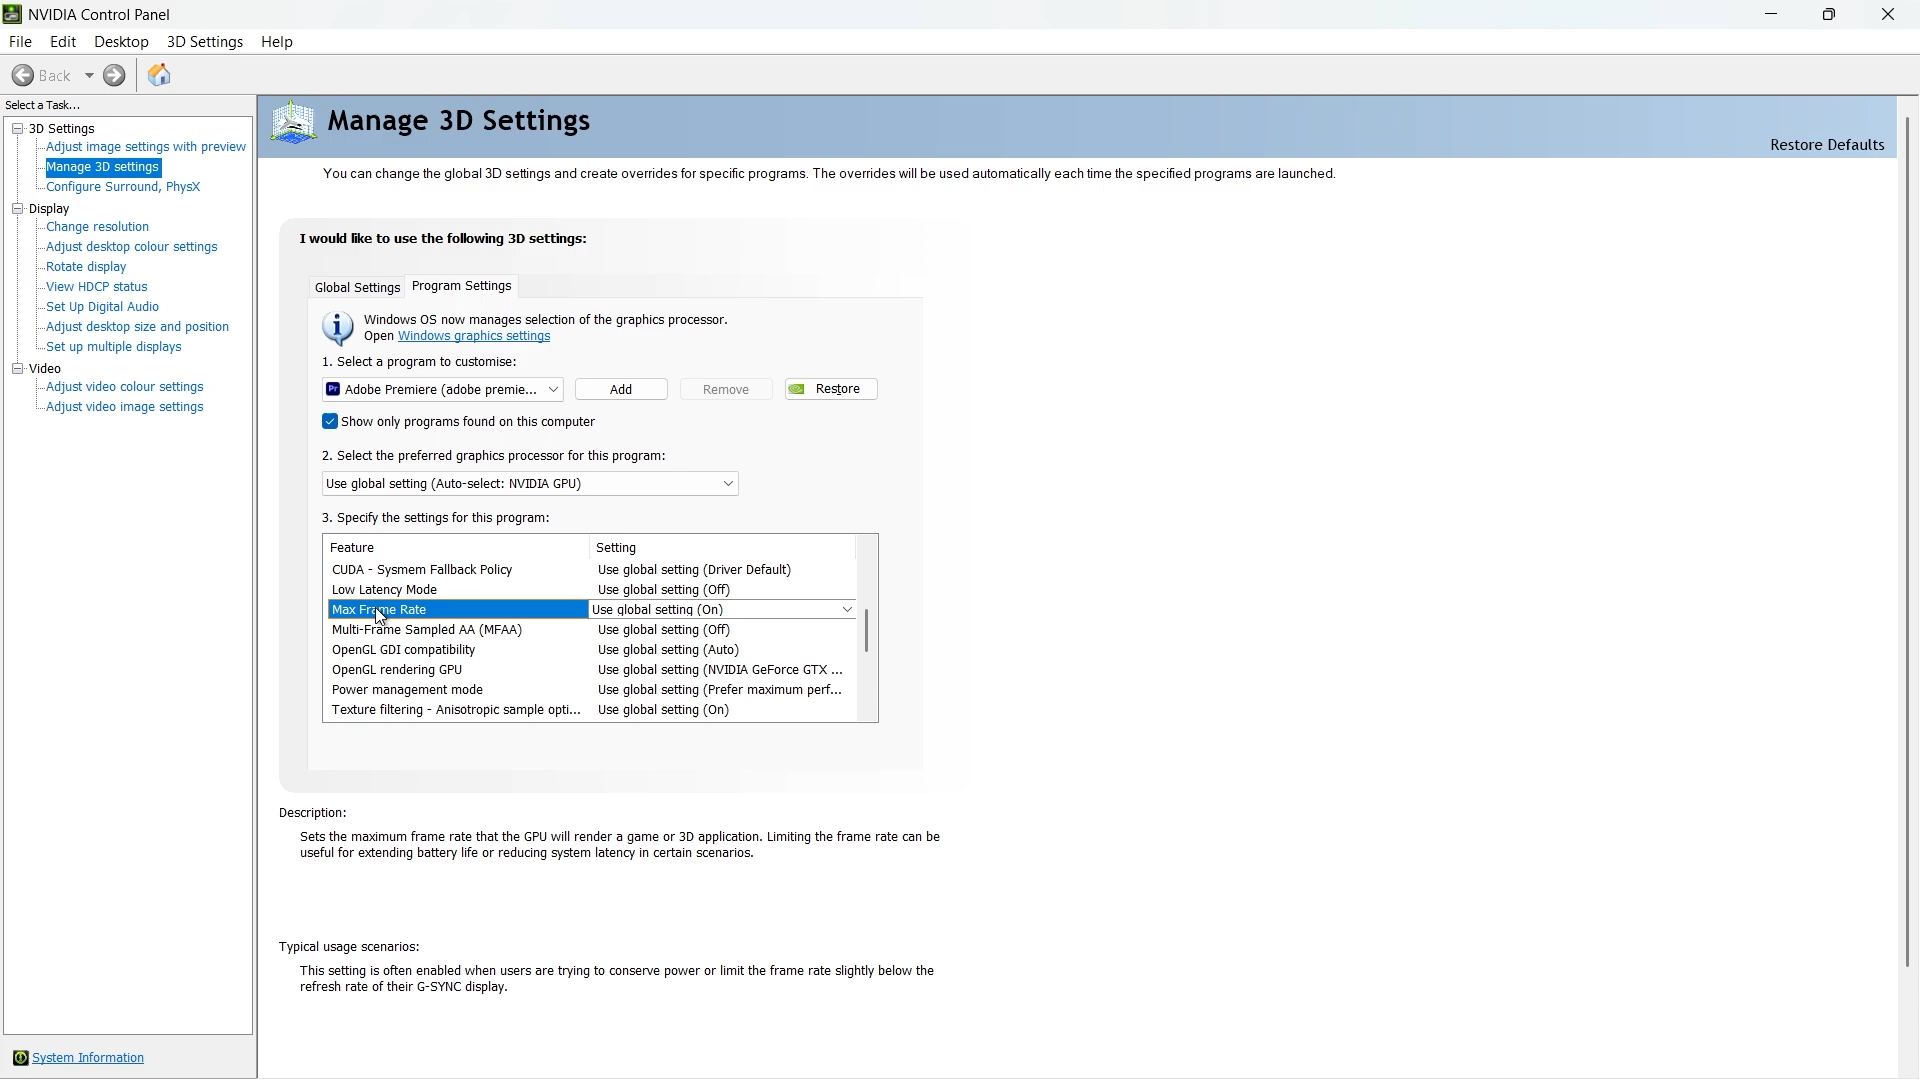 NVIDIA Control Panel
File Edit Desktop 3D Settings Help
Back
Select a Task...
3D Settings
Adjust image settings with preview
Manage 3D settings
Configure Surround, PhysX
Display
Change resolution
Adjust desktop colour settings
Rotate display
View HDCP status
Set Up Digital Audio
Adjust desktop size and position
Set up multiple displays
Video
Adjust video colour settings
Adjust video image settings
System Information
Manage 3D Settings
Restore Defaults
You can change the global 3D settings and create overrides for specific programs. The overrides will be used automatically each time the specified programs are launched.
I would like to use the following 3D settings:
Global Settings Program Settings
Windows OS now manages selection of the graphics processor.
Open Windows graphics settings
1. Select a program to customise:
Pr Adobe Premiere (adobe premie... Add Remove Restore
Show only programs found on this computer
2. Select the preferred graphics processor for this program:
Use global setting (Auto-select: NVIDIA GPU)
3. Specify the settings for this program:
Feature Setting
CUDA - Sysmem Fallback Policy Use global setting (Driver Default)
Low Latency Mode Use global setting (Off)
Max Frame Rate Use global setting (On)
Multi-Frame Sampled AA (MFAA) Use global setting (Off)
OpenGL GDI compatibility Use global setting (Auto)
OpenGL rendering GPU Use global setting (NVIDIA GeForce GTX ...
Power management mode Use global setting (Prefer maximum perf...
Texture filtering - Anisotropic sample opti... Use global setting (On)
Description:
Sets the maximum frame rate that the GPU will render a game or 3D application. Limiting the frame rate can be
useful for extending battery life or reducing system latency in certain scenarios.
Typical usage scenarios:
This setting is often enabled when users are trying to conserve power or limit the frame rate slightly below the
refresh rate of their G-SYNC display.